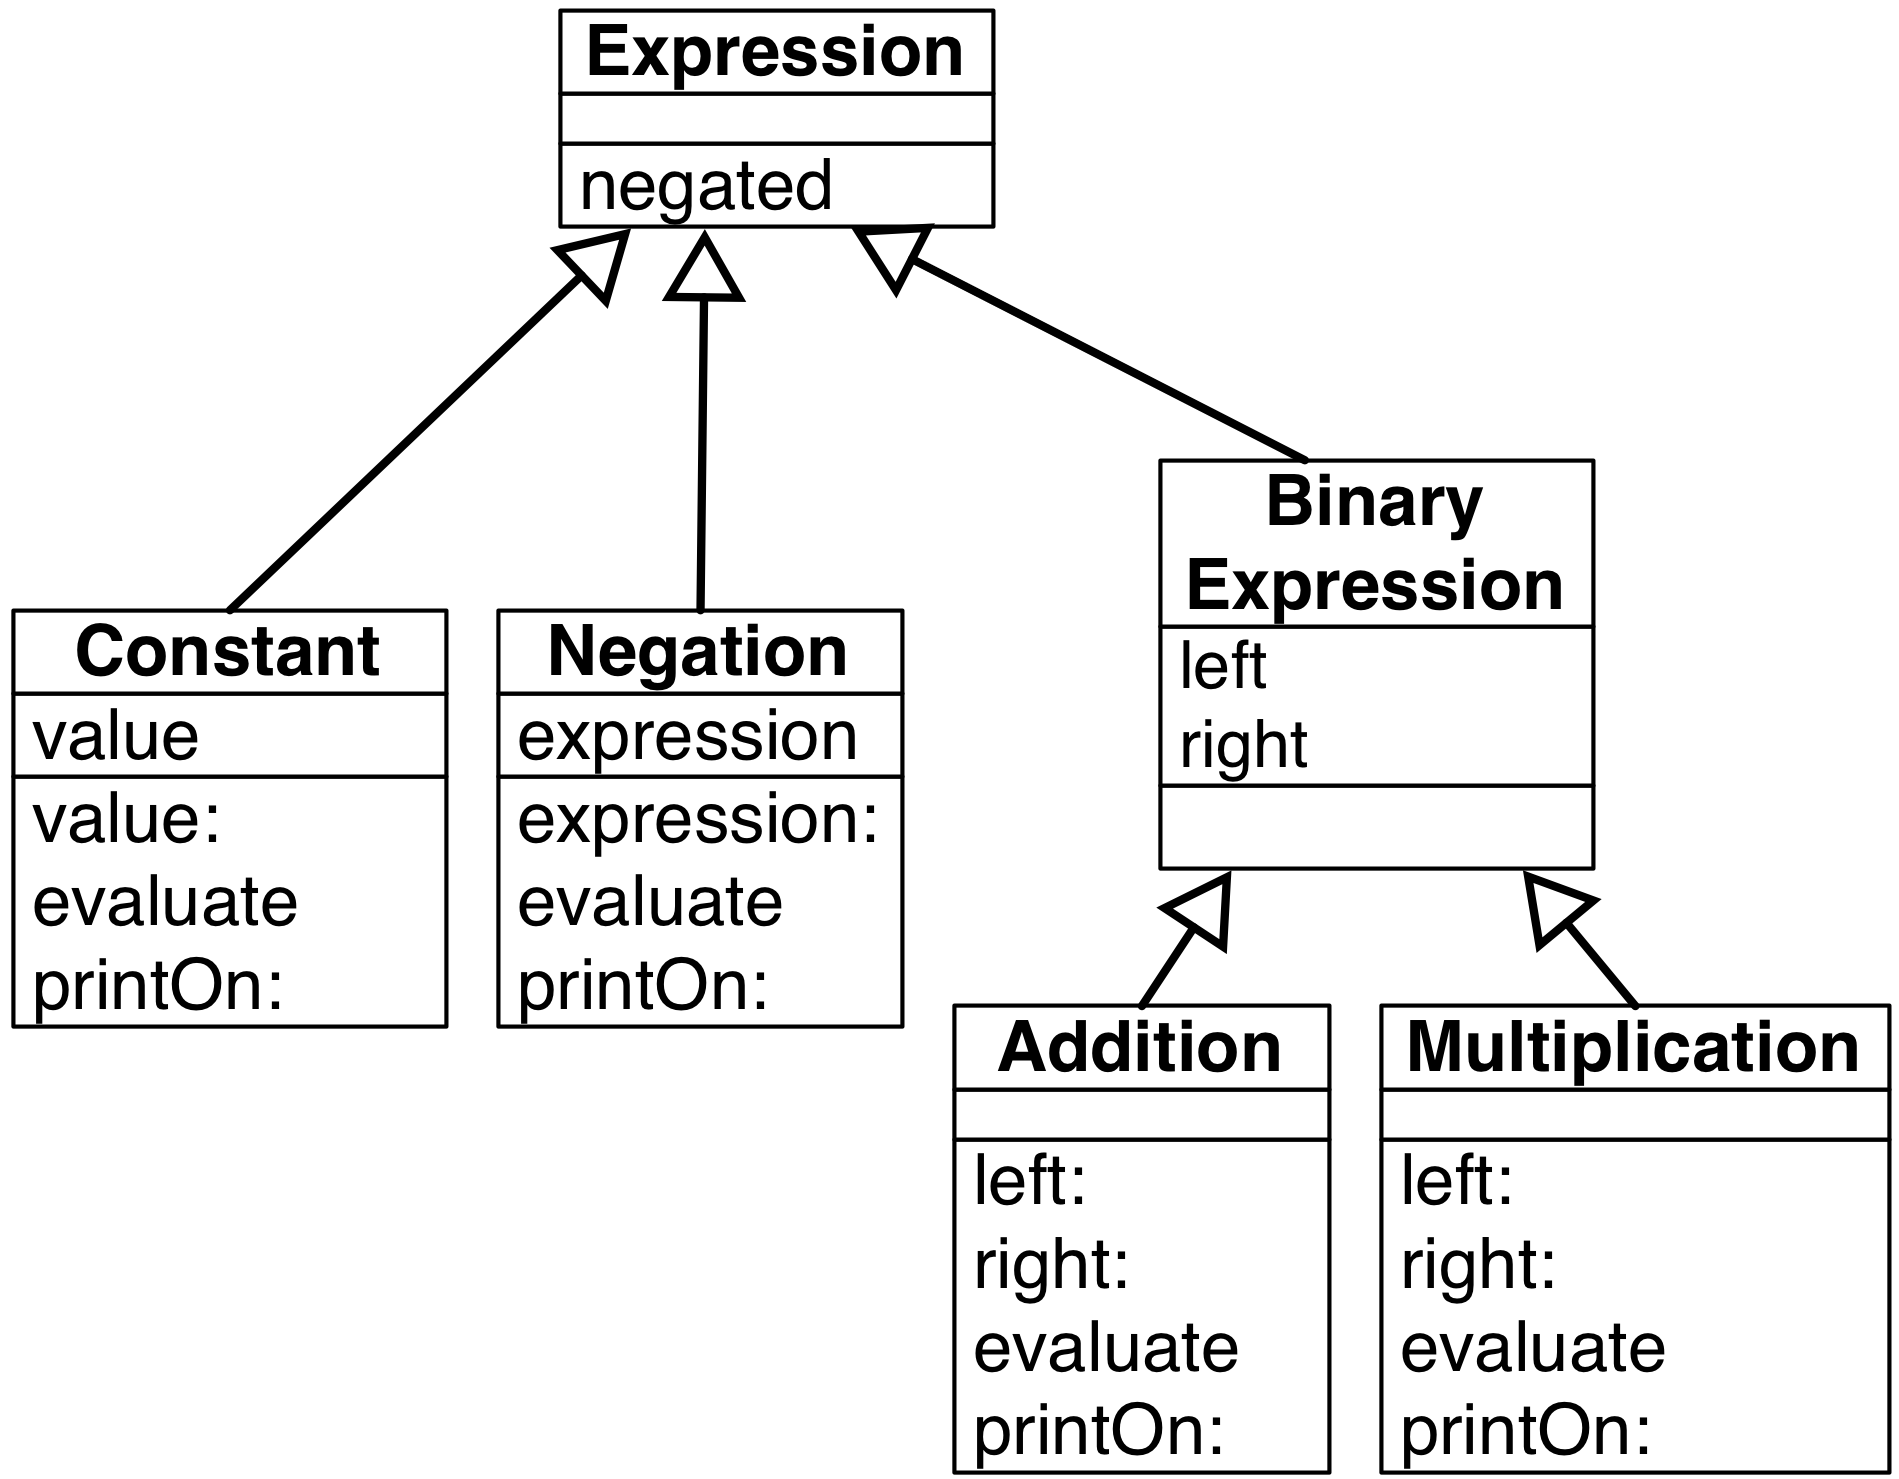 Expression
negated
Constant
value
value:
evaluate
printOn:
Negation
expression
expression:
evaluate
printOn:
Binary
Expression
left
right
Addition
left:
right:
evaluate
printOn:
Multiplication
left:
right:
evaluate
printOn: